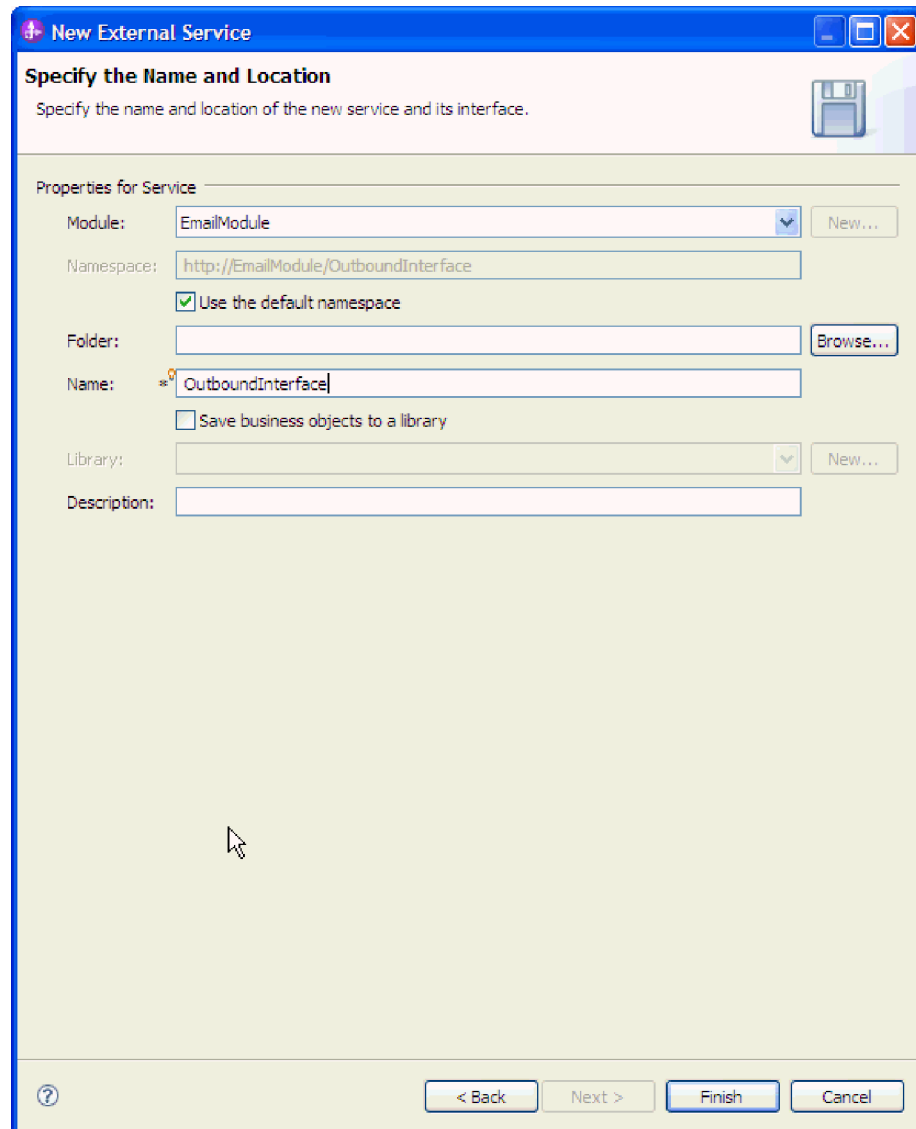 New External Service
Specify the Name and Location
Specify the name and location of the new service and its interface.
Properties for Service
Module: EmailModule New...
Namespace: http://EmailModule/OutboundInterface
Use the default namespace
Folder: Browse...
Name: * OutboundInterface
Save business objects to a library
Library: New...
Description:
? < Back Next > Finish Cancel